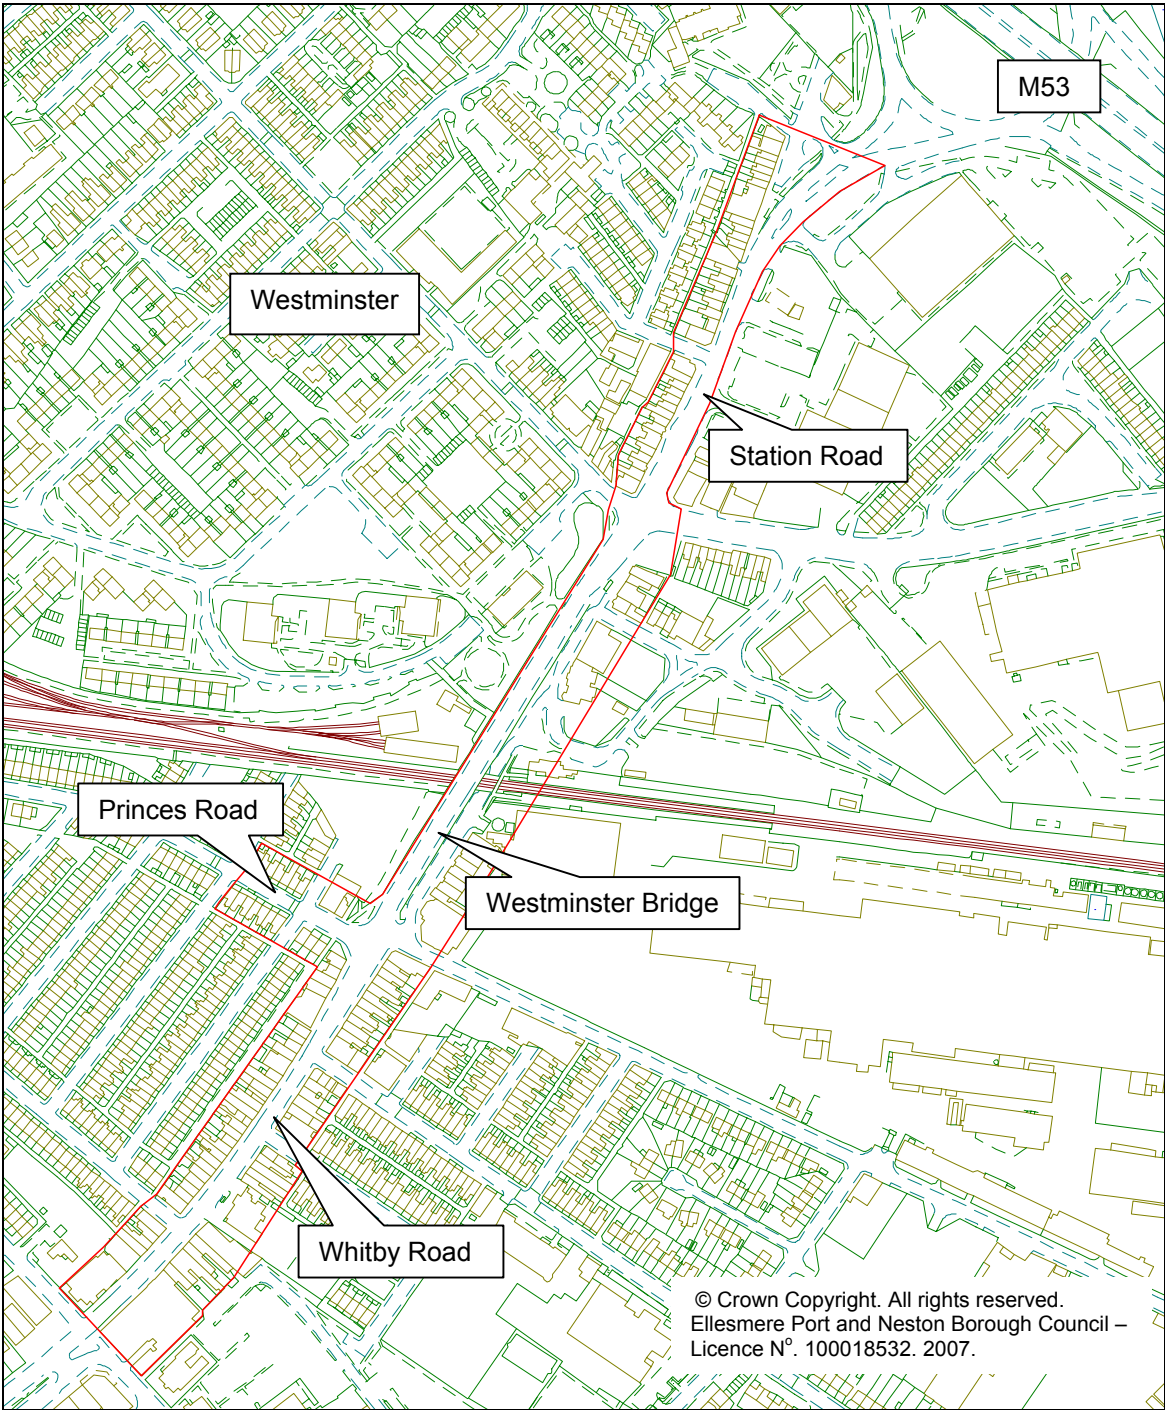 M53
Westminster
Station Road
Princes Road
Westminster Bridge
Whitby Road
© Crown Copyright. All rights reserved.
Ellesmere Port and Neston Borough Council –
Licence Nº. 100018532. 2007.